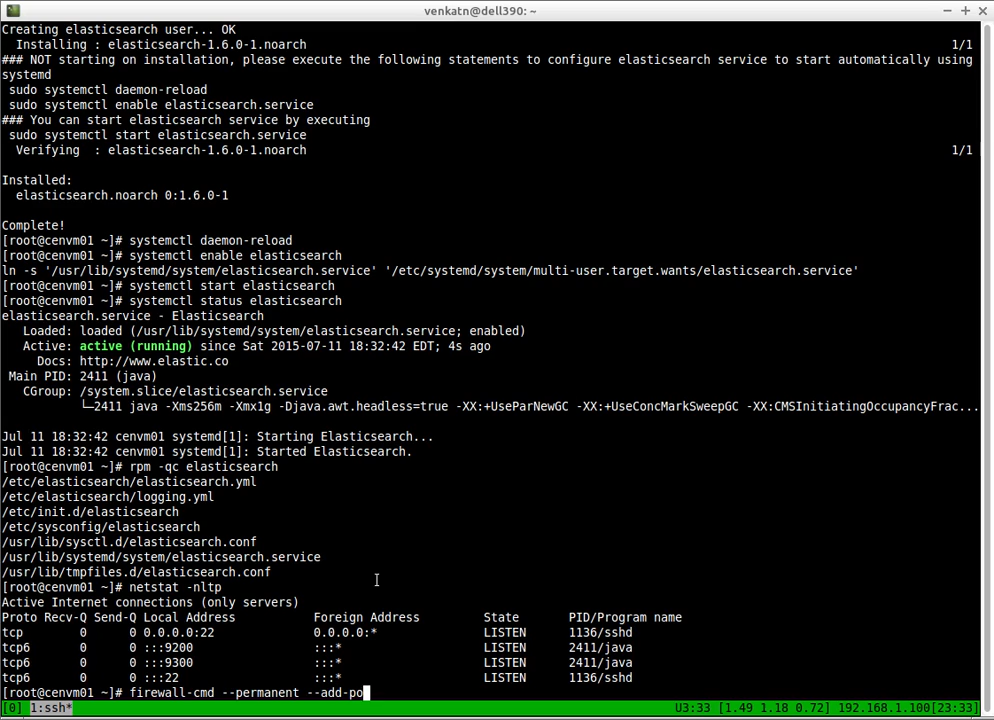 venkatn@dell390: ~
Creating elasticsearch user... OK
  Installing : elasticsearch-1.6.0-1.noarch 1/1
### NOT starting on installation, please execute the following statements to configure elasticsearch service to start automatically using
systemd
 sudo systemctl daemon-reload
 sudo systemctl enable elasticsearch.service
### You can start elasticsearch service by executing
 sudo systemctl start elasticsearch.service
  Verifying  : elasticsearch-1.6.0-1.noarch 1/1
Installed:
  elasticsearch.noarch 0:1.6.0-1
Complete!
[root@cenvm01 ~]# systemctl daemon-reload
[root@cenvm01 ~]# systemctl enable elasticsearch
ln -s '/usr/lib/systemd/system/elasticsearch.service' '/etc/systemd/system/multi-user.target.wants/elasticsearch.service'
[root@cenvm01 ~]# systemctl start elasticsearch
[root@cenvm01 ~]# systemctl status elasticsearch
elasticsearch.service - Elasticsearch
   Loaded: loaded (/usr/lib/systemd/system/elasticsearch.service; enabled)
   Active: active (running) since Sat 2015-07-11 18:32:42 EDT; 4s ago
     Docs: http://www.elastic.co
 Main PID: 2411 (java)
   CGroup: /system.slice/elasticsearch.service
           └─2411 java -Xms256m -Xmx1g -Djava.awt.headless=true -XX:+UseParNewGC -XX:+UseConcMarkSweepGC -XX:CMSInitiatingOccupancyFrac...
Jul 11 18:32:42 cenvm01 systemd[1]: Starting Elasticsearch...
Jul 11 18:32:42 cenvm01 systemd[1]: Started Elasticsearch.
[root@cenvm01 ~]# rpm -qc elasticsearch
/etc/elasticsearch/elasticsearch.yml
/etc/elasticsearch/logging.yml
/etc/init.d/elasticsearch
/etc/sysconfig/elasticsearch
/usr/lib/sysctl.d/elasticsearch.conf
/usr/lib/systemd/system/elasticsearch.service
/usr/lib/tmpfiles.d/elasticsearch.conf
[root@cenvm01 ~]# netstat -nltp
Active Internet connections (only servers)
Proto Recv-Q Send-Q Local Address           Foreign Address         State       PID/Program name
tcp        0      0 0.0.0.0:22              0.0.0.0:*               LISTEN      1136/sshd
tcp6       0      0 :::9200                 :::*                    LISTEN      2411/java
tcp6       0      0 :::9300                 :::*                    LISTEN      2411/java
tcp6       0      0 :::22                   :::*                    LISTEN      1136/sshd
[root@cenvm01 ~]# firewall-cmd --permanent --add-po
[0] 1:ssh* U3:33 [1.49 1.18 0.72] 192.168.1.100[23:33]